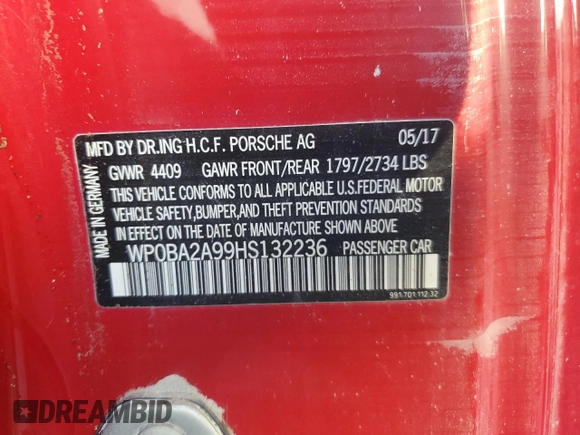 MFD BY DR.ING H.C.F. PORSCHE AG 05/17
GVWR 4409 GAWR FRONT/REAR 1797/2734 LBS
THIS VEHICLE CONFORMS TO ALL APPLICABLE U.S.FEDERAL MOTOR
VEHICLE SAFETY,BUMPER,AND THEFT PREVENTION STANDARDS
IN EFFECT ON THE DATE OF MANUFACTURE SHOWN ABOVE
WP0BA2A99HS132236 PASSENGER CAR
991.701.112.32
MADE IN GERMANY
DREAMBID